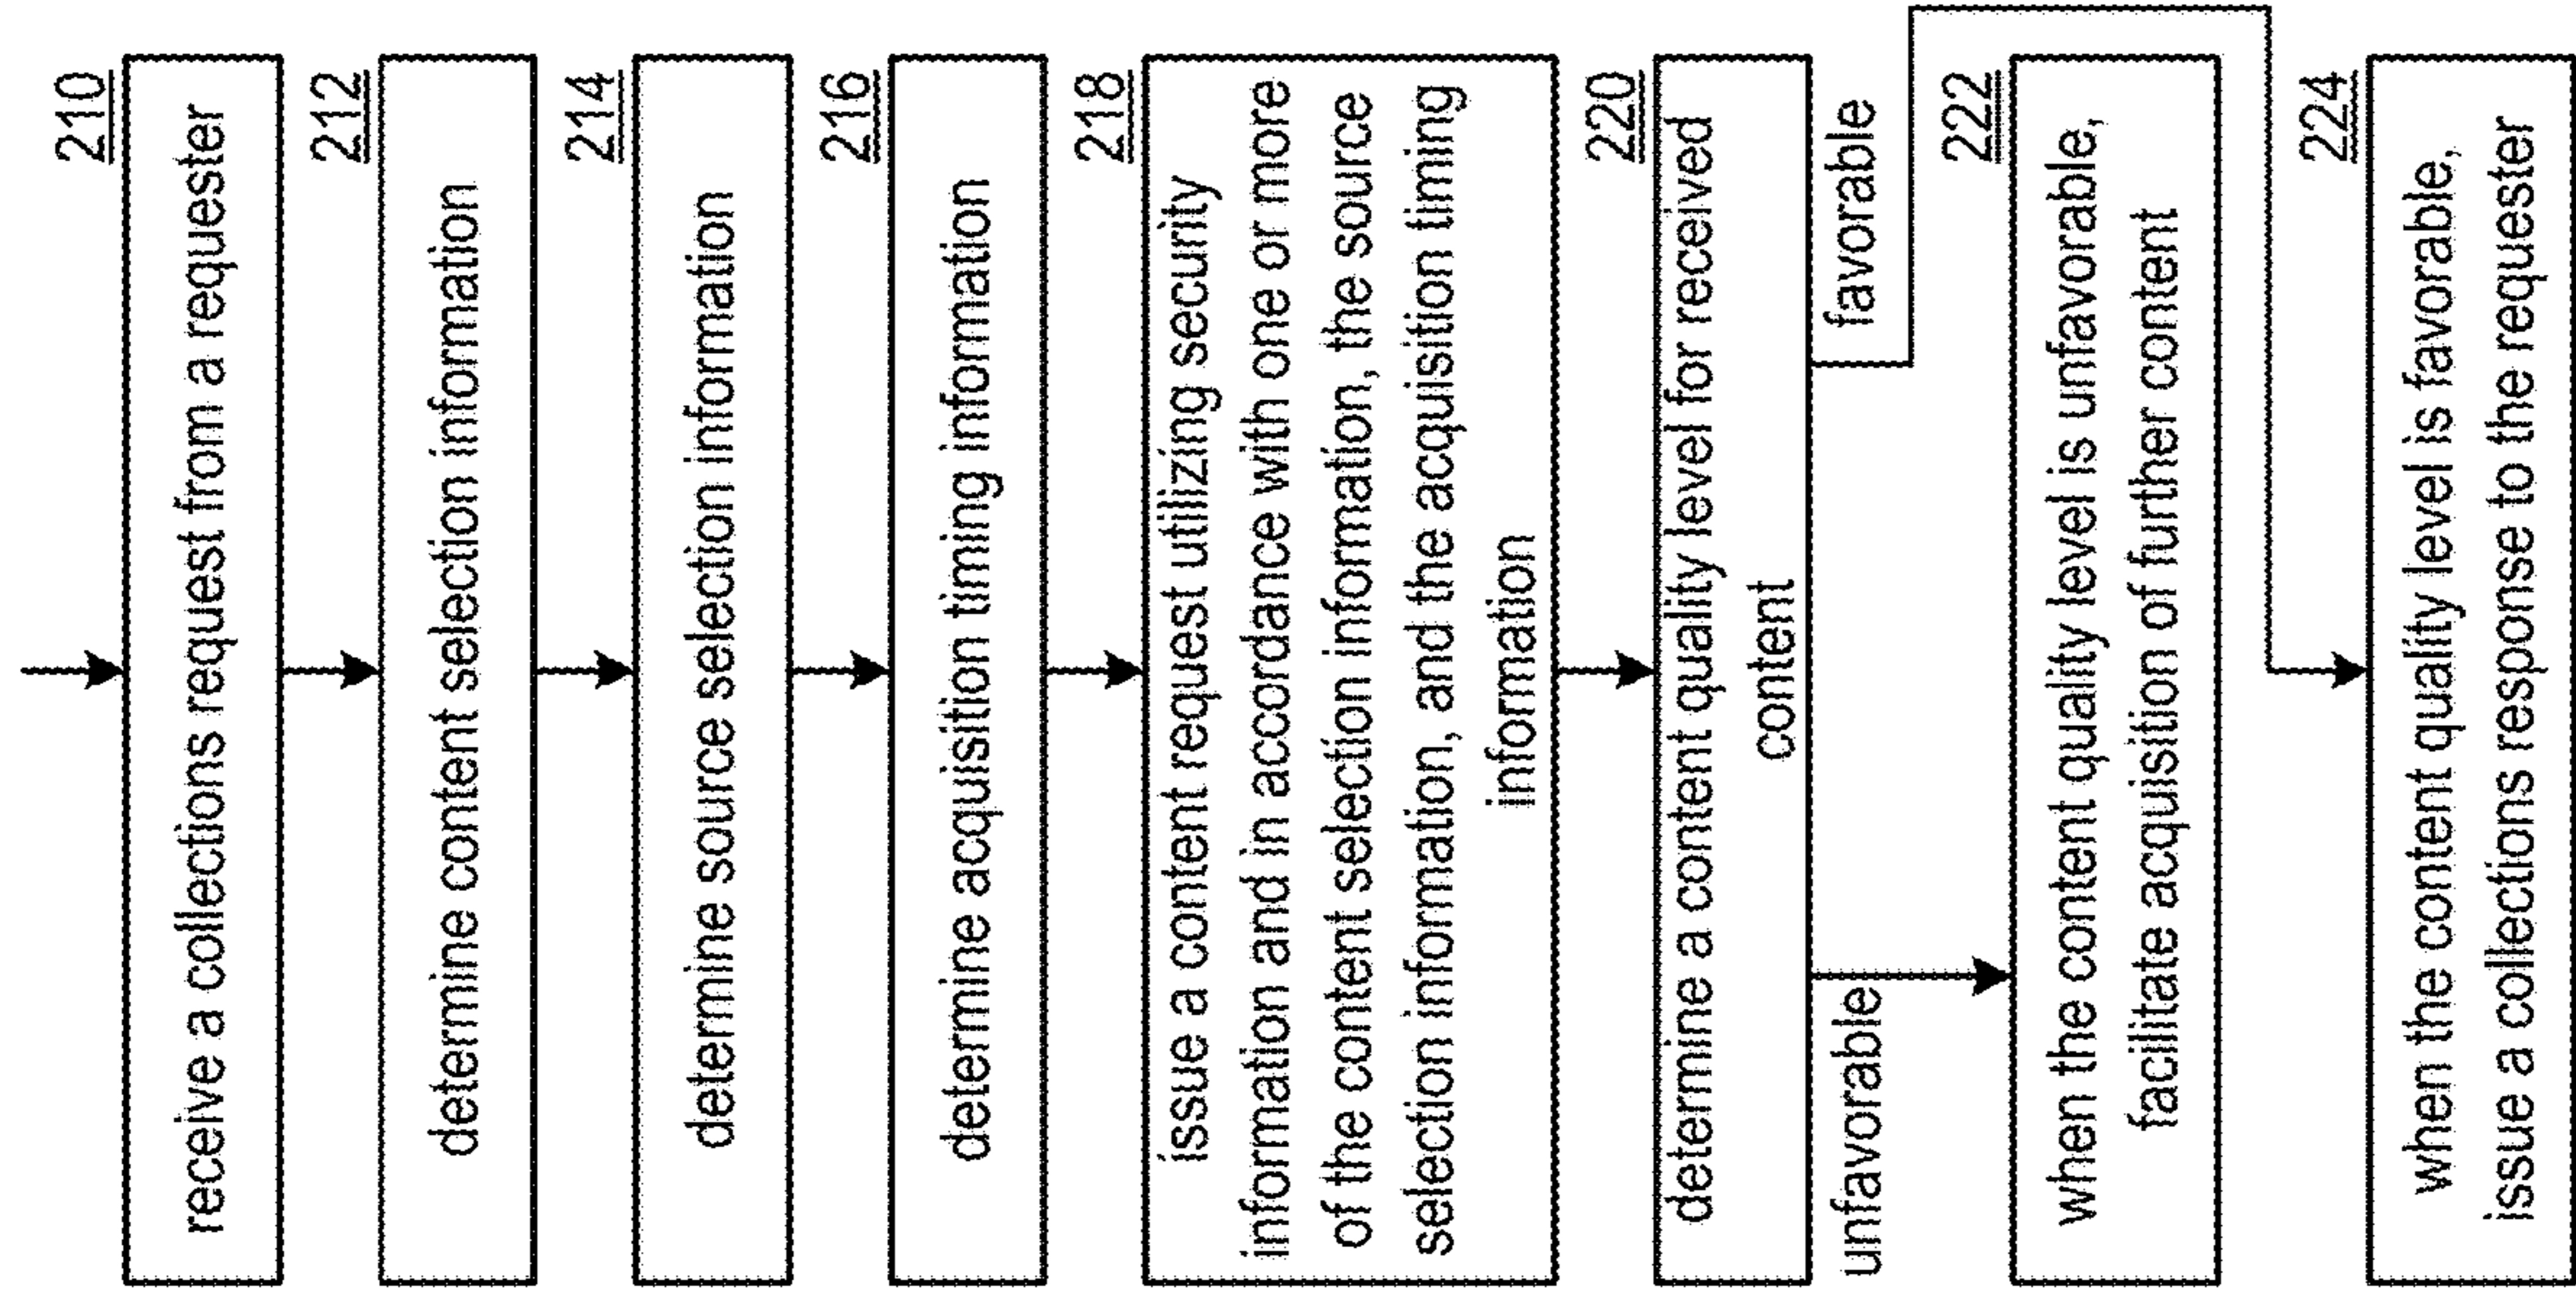 210
receive a collections request from a requester
212
determine content selection information
214
determine source selection information
216
determine acquisition timing information
218
issue a content request utilizing security
information and in accordance with one or more
of the content selection information, the source
selection information, and the acquisition timing
information
220
determine a content quality level for received
content
unfavorable
favorable
222
when the content quality level is unfavorable,
facilitate acquisition of further content
224
when the content quality level is favorable,
issue a collections response to the requester